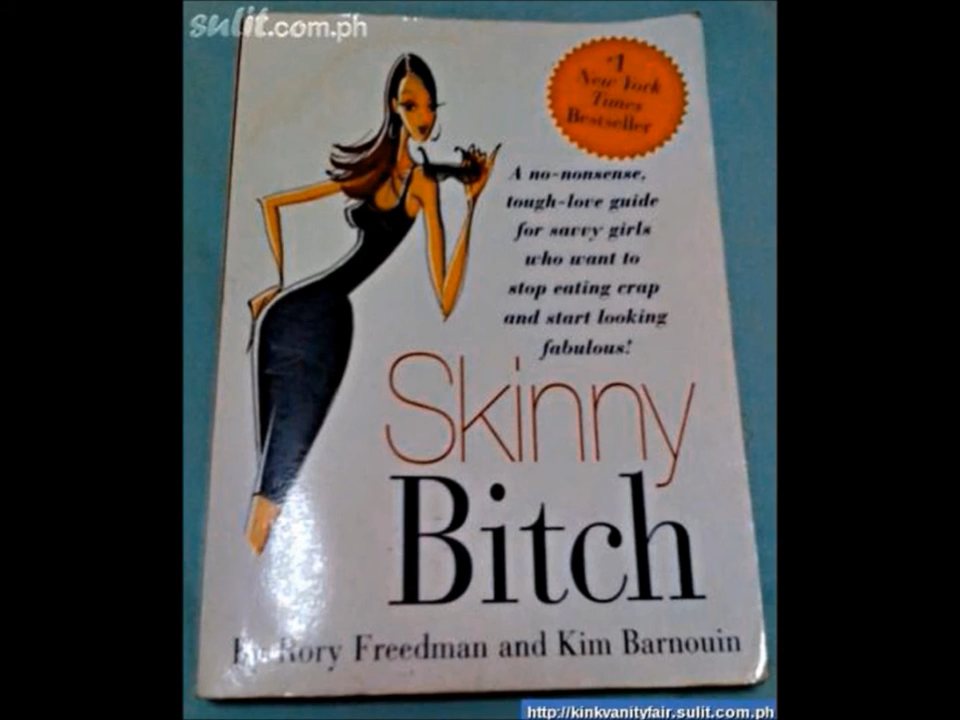 sulit.com.ph
#1
New York
Times
Bestseller
A no-nonsense,
tough-love guide
for savvy girls
who want to
stop eating crap
and start looking
fabulous!
Skinny
Bitch
By Rory Freedman and Kim Barnouin
http://kinkvanityfair.sulit.com.ph